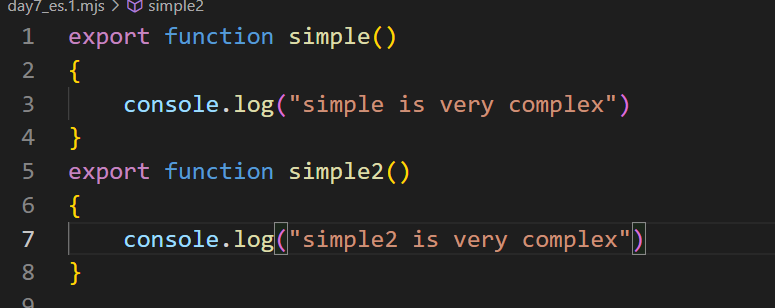 day7_es.1.mjs > simple2
1 export function simple()
2 {
3 console.log("simple is very complex")
4 }
5 export function simple2()
6 {
7 console.log("simple2 is very complex")
8 }
9